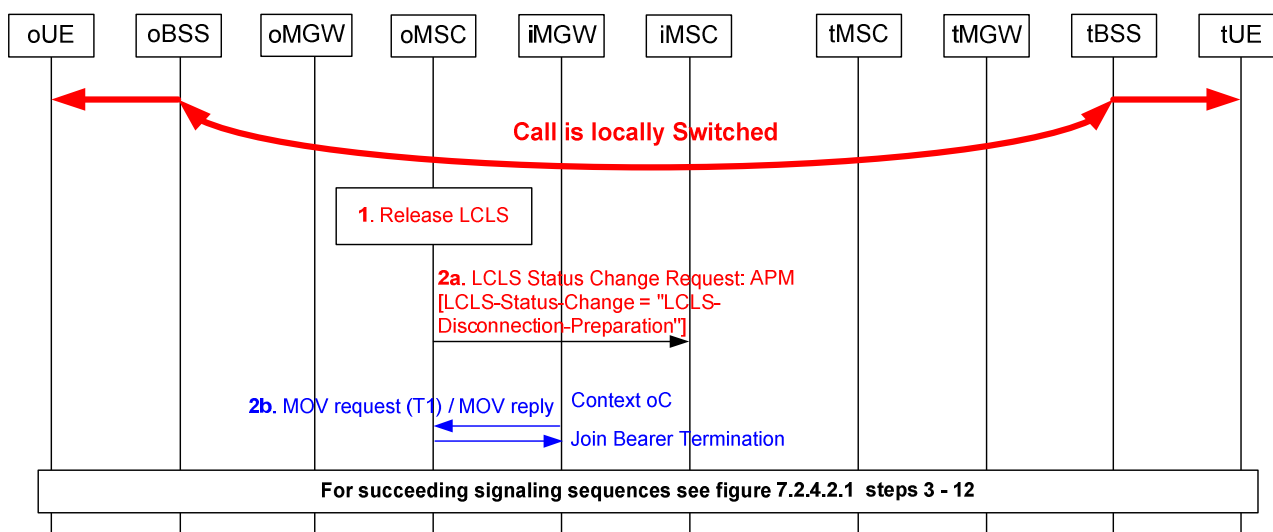 oUE oBSS oMGW oMSC iMGW iMSC tMSC tMGW tBSS tUE
Call is locally Switched
1. Release LCLS
2a. LCLS Status Change Request: APM
[LCLS-Status-Change = "LCLS-
Disconnection-Preparation"]
2b. MOV request (T1) / MOV reply
Context oC
Join Bearer Termination
For succeeding signaling sequences see figure 7.2.4.2.1 steps 3 - 12